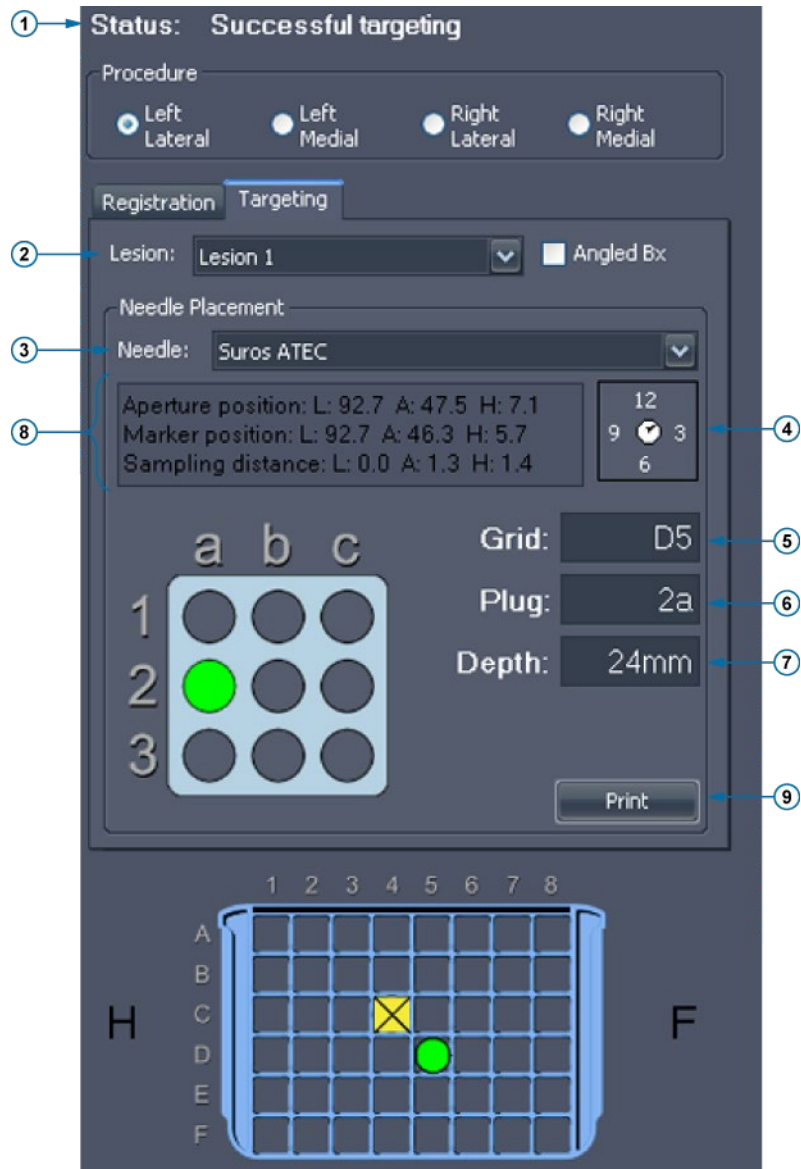 1 Status: Successful targeting
Procedure
Left Lateral Left Medial Right Lateral Right Medial
Registration Targeting
2 Lesion: Lesion 1 Angled Bx
Needle Placement
3 Needle: Suros ATEC
8 Aperture position: L: 92.7 A: 47.5 H: 7.1
Marker position: L: 92.7 A: 46.3 H: 5.7
Sampling distance: L: 0.0 A: 1.3 H: 1.4
12
9 3 4
6
a b c
1
2
3
Grid: D5 5
Plug: 2a 6
Depth: 24mm 7
Print 9
1 2 3 4 5 6 7 8
A
B
C
D
E
F
H F